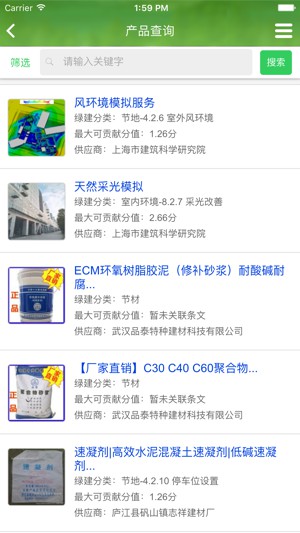 1:59 PM
产品查询
筛选
请输入关键字
搜索
风环境模拟服务
绿建分类：节地-4.2.6 室外风环境
最大可贡献分值：1.26分
供应商：上海市建筑科学研究院
天然采光模拟
绿建分类：室内环境-8.2.7 采光改善
最大可贡献分值：2.66分
供应商：上海市建筑科学研究院
ECM环氧树脂胶泥（修补砂浆）耐酸碱耐
腐...
绿建分类：节材
最大可贡献分值：暂未关联条文
供应商：武汉品泰特种建材科技有限公司
【厂家直销】C30 C40 C60聚合物...
绿建分类：节材
最大可贡献分值：暂未关联条文
供应商：武汉品泰特种建材科技有限公司
速凝剂|高效水泥混凝土速凝剂|低碱速凝
剂...
绿建分类：节地-4.2.10 停车位设置
最大可贡献分值：分
供应商：庐江县矾山镇志祥建材厂